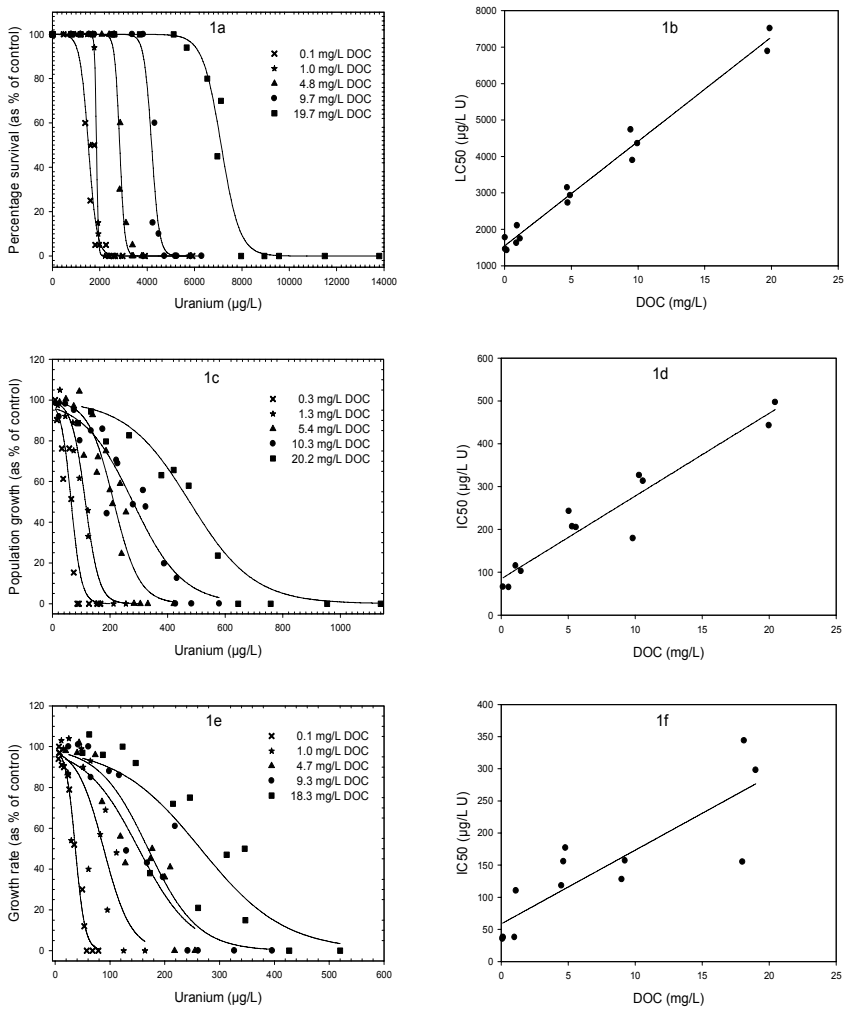 1a
Percentage survival (as % of control)
100
80
60
40
20
0
0.1 mg/L DOC
1.0 mg/L DOC
4.8 mg/L DOC
9.7 mg/L DOC
19.7 mg/L DOC
0 2000 4000 6000 8000 10000 12000 14000
Uranium (µg/L)
1b
LC50 (µg/L U)
8000
7000
6000
5000
4000
3000
2000
1000
0 5 10 15 20 25
DOC (mg/L)
1c
Population growth (as % of control)
120
100
80
60
40
20
0
0.3 mg/L DOC
1.3 mg/L DOC
5.4 mg/L DOC
10.3 mg/L DOC
20.2 mg/L DOC
0 200 400 600 800 1000
Uranium (µg/L)
1d
IC50 (µg/L U)
600
500
400
300
200
100
0
0 5 10 15 20 25
DOC (mg/L)
1e
Growth rate (as % of control)
120
100
80
60
40
20
0
0.1 mg/L DOC
1.0 mg/L DOC
4.7 mg/L DOC
9.3 mg/L DOC
18.3 mg/L DOC
0 100 200 300 400 500 600
Uranium (µg/L)
1f
IC50 (µg/L U)
400
350
300
250
200
150
100
50
0
0 5 10 15 20 25
DOC (mg/L)